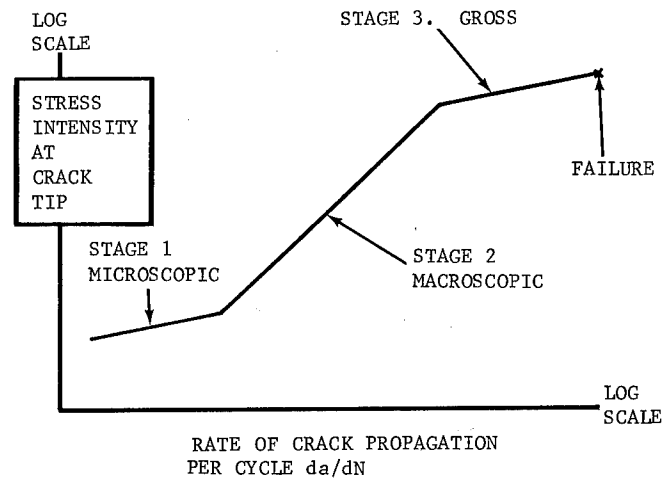 LOG
SCALE
STRESS
INTENSITY
AT
CRACK
TIP
STAGE 3. GROSS
FAILURE
STAGE 1
MICROSCOPIC
STAGE 2
MACROSCOPIC
LOG
SCALE
RATE OF CRACK PROPAGATION
PER CYCLE da/dN